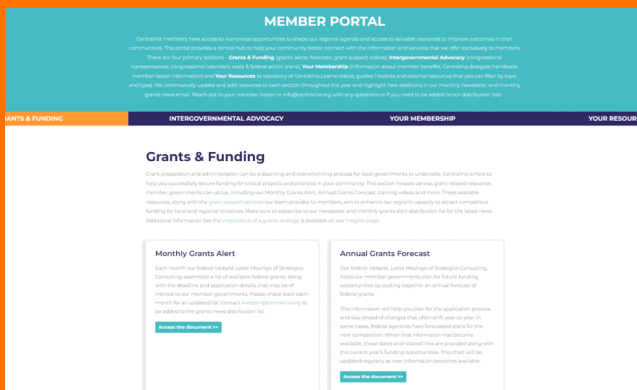 MEMBER PORTAL
Centralina members have access to numerous opportunities to shape our regional agenda and access to valuable resources to improve outcomes in their
communities. This portal provides a central hub to help your community better connect with the information and services that we offer exclusively to members.
There are four primary sections - Grants & Funding (grants alert, forecasts, grant support videos), Intergovernmental Advocacy (congressional
representatives, congressional calendars, state & federal action plans), Your Membership (information about member benefits, Centralina delegate handbook,
member liaison information) and Your Resources (a repository of Centralina Learns videos, guides / toolkits and external resources that you can filter by topic
and type). We continuously update and add resources to each section throughout the year and highlight new additions in our monthly newsletter and monthly
grants news email. Reach out to your member liaison or info@centralina.org with any questions or if you need to be added to our distribution lists.
RANTS & FUNDING
INTERGOVERNMENTAL ADVOCACY
YOUR MEMBERSHIP
YOUR RESOUR
Grants & Funding
Grant preparation and administration can be a daunting and overwhelming process for local governments to undertake. Centralina is here to
help you successfully secure funding for critical projects and priorities in your community. This section houses various grant-related resources
member governments can utilize, including our Monthly Grants Alert, Annual Grants Forecast, training videos and more. These available
resources, along with the grant support services our team provides to members, aim to enhance our region's capacity to attract competitive
funding for local and regional initiatives. Make sure to subscribe to our newsletter and monthly grants alert distribution list for the latest news.
Additional information like the importance of a grants strategy is available on our Insights page.
Monthly Grants Alert
Each month our federal lobbyist Leslie Mozingo of Strategics
Consulting assembles a list of available federal grants, along
with the deadline and application details, that may be of
interest to our member governments. Please check back each
month for an updated list. Contact to
be added to the grants news distribution list.
Access the document >>
Annual Grants Forecast
Our federal lobbyist, Leslie Mozingo of Strategics Consulting,
helps our member governments plan for future funding
opportunities by putting together an annual forecast of
federal grants.
This information will help you plan for the application process
and stay ahead of changes that often shift year to year. In
some cases, federal agencies have forecasted plans for the
next competition. When that information has become
available, those dates and related links are provided along with
the current year's funding opportunities. This chart will be
updated regularly as new information becomes available.
Access the document >>